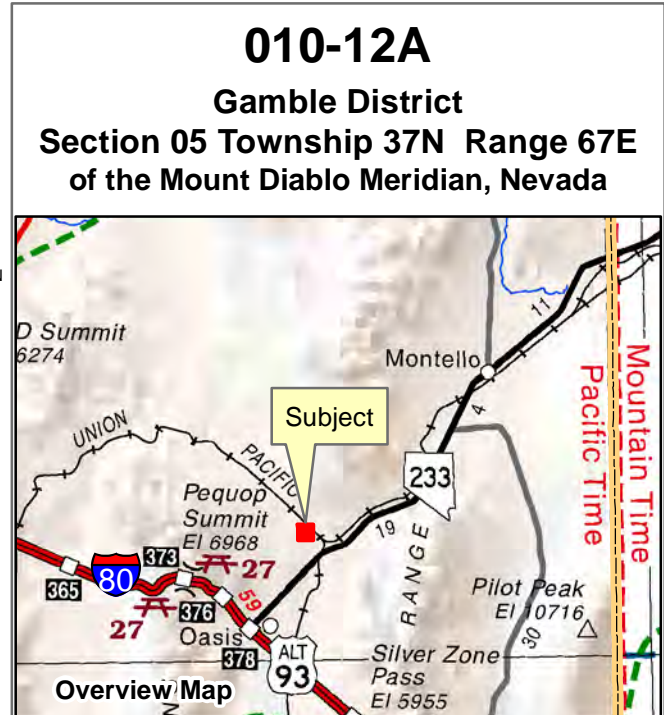 010-12A
Gamble District
Section 05 Township 37N Range 67E
of the Mount Diablo Meridian, Nevada
D Summit
6274
Montello
11
4
Mountain Time
Pacific Time
Subject
UNION
PACIFIC
233
19
RANGE
Pequop
Summit
El 6968
373
27
365
80
376
27
59
Oasis
378
ALT
93
Pilot Peak
El 10716
30
Silver Zone
Pass
El 5955
Overview Map